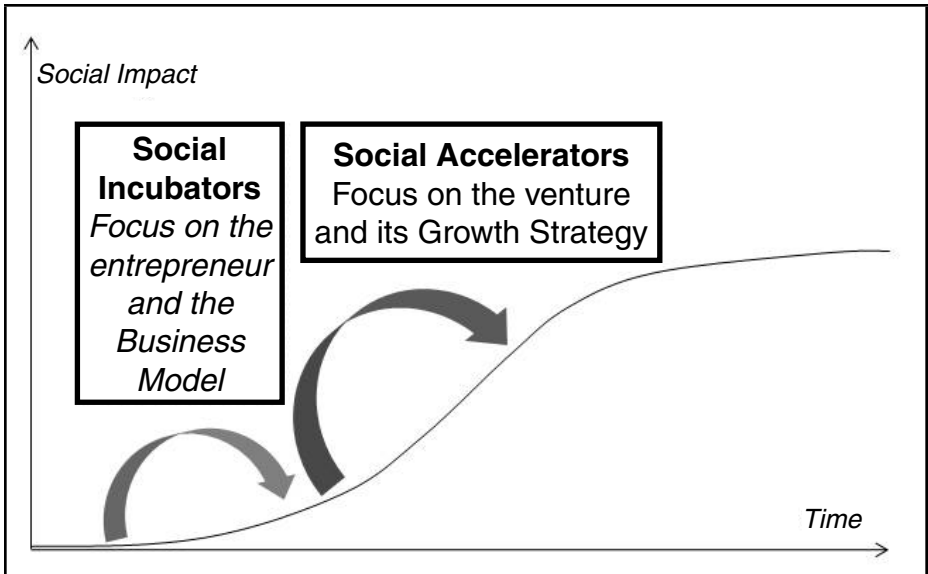 Social Impact
Social
Incubators
Focus on the
entrepreneur
and the
Business
Model
Social Accelerators
Focus on the venture
and its Growth Strategy
Time